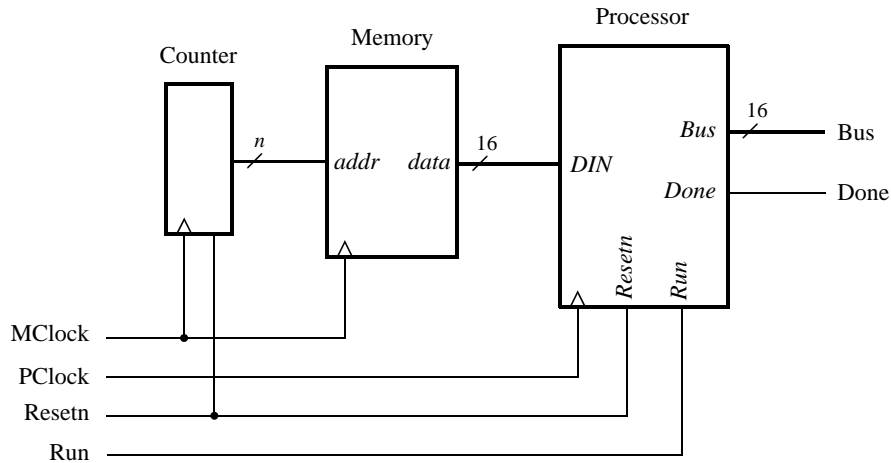 Processor
Memory
Counter
16
Bus
Bus
n
16
addr
data
DIN
Done
Done
Resetn
Run
MClock
PClock
Resetn
Run